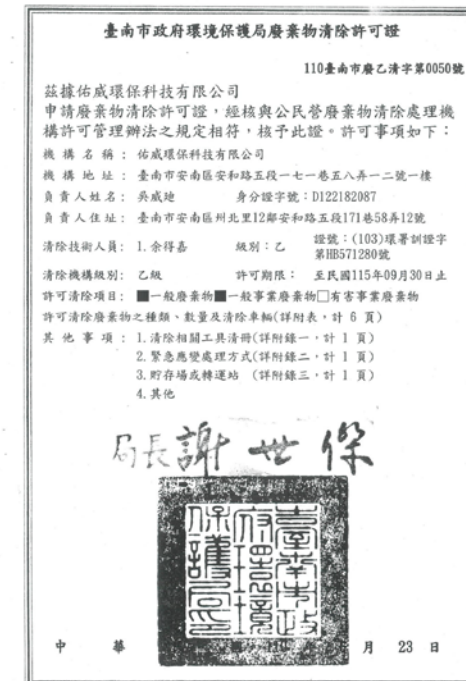 臺南市政府環境保護局廢棄物清除許可證
110臺南市廢乙清字第0050號
茲據佑威環保科技有限公司
申請廢棄物清除許可證,經核與公民營廢棄物清除處理機
構許可管理辦法之規定相符,核予此證。許可事項如下:
機構名稱: 佑威環保科技有限公司
機構地址: 臺南市安南區安和路五段一七一巷五八弄一二號一樓
負責人姓名: 吳威迆 身分證字號:D122182087
負責人住址: 臺南市安南區州北里12鄰安和路五段171巷58弄12號
清除技術人員: 1.余得嘉 級別:乙 證號:(103)環署訓證字
第HB571280號
清除機構級別: 乙級 許可期限: 至民國115年09月30日止
許可清除項目: ■一般廢棄物■一般事業廢棄物□有害事業廢棄物
許可清除廢棄物之種類、數量及清除車輛(詳附表,計 6 頁)
其他事項: 1.清除相關工具清冊(詳附錄一,計 1 頁)
2.緊急應變處理方式(詳附錄二,計 1 頁)
3.貯存場或轉運站 (詳附錄三,計 1 頁)
4.其他
局長謝世傑
臺南市政
府環境
保護局印
中華 月 23 日